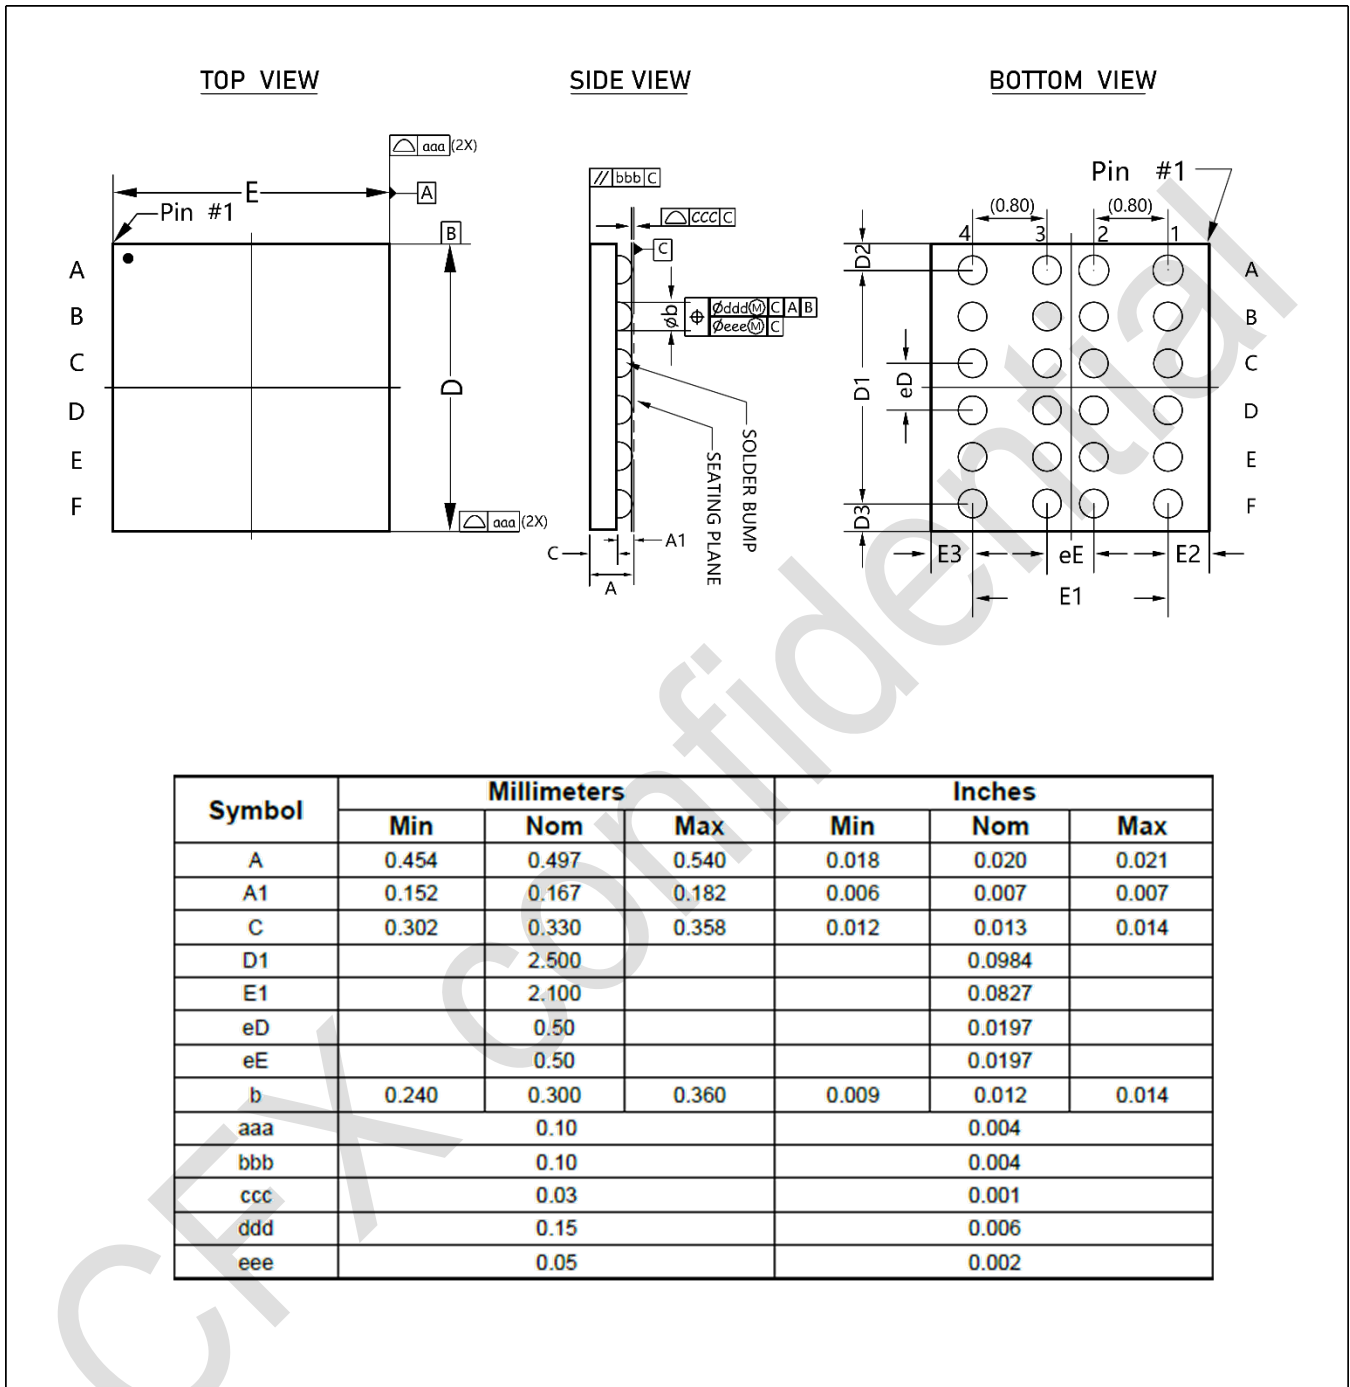 TOP VIEW
SIDE VIEW
BOTTOM VIEW
aaa (2X)
E
A
Pin #1
B
A
B
C
D
E
F
D
aaa (2X)
// bbb C
ccc C
C
øb
Øddd Ⓜ C A B
Øeee Ⓜ C
SOLDER BUMP
SEATING PLANE
C
A1
A
Pin #1
(0.80) (0.80)
4 3 2 1
D2
D1
eD
D3
A
B
C
D
E
F
E3 eE E2
E1
Symbol Millimeters Inches
Min Nom Max Min Nom Max
A 0.454 0.497 0.540 0.018 0.020 0.021
A1 0.152 0.167 0.182 0.006 0.007 0.007
C 0.302 0.330 0.358 0.012 0.013 0.014
D1 2.500 0.0984
E1 2.100 0.0827
eD 0.50 0.0197
eE 0.50 0.0197
b 0.240 0.300 0.360 0.009 0.012 0.014
aaa 0.10 0.004
bbb 0.10 0.004
ccc 0.03 0.001
ddd 0.15 0.006
eee 0.05 0.002
CFX confidential